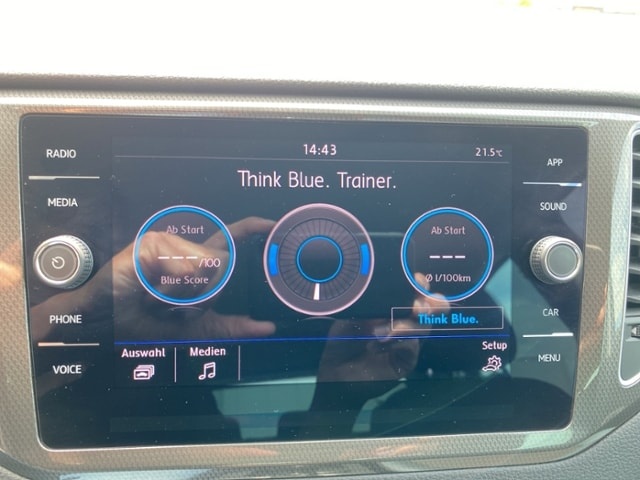 RADIO
MEDIA
PHONE
VOICE
14:43
21.5°C
Think Blue. Trainer.
Ab Start
---/100
Blue Score
Ab Start
---
Ø l/100km
Think Blue.
Auswahl
Medien
Setup
APP
SOUND
CAR
MENU